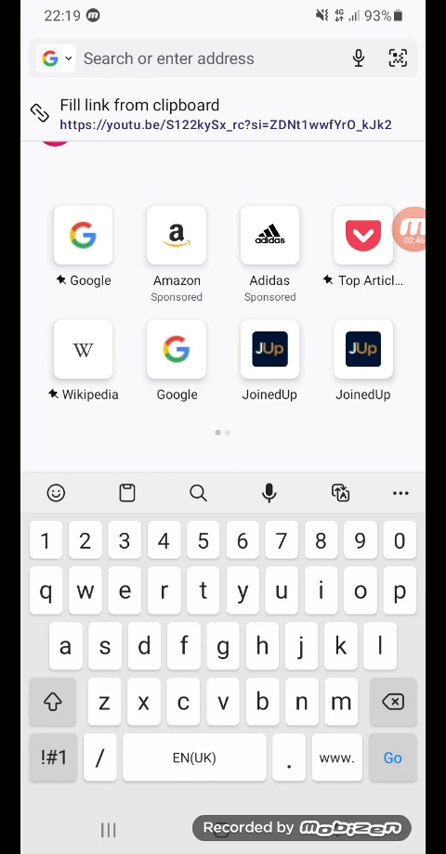 22:19 93%
Search or enter address
Fill link from clipboard
https://youtu.be/S122kySx_rc?si=ZDNt1wwfYrO_kJk2
a
02:46
Google Amazon Adidas Top Articl...
Sponsored Sponsored
W JUp JUp
Wikipedia Google JoinedUp JoinedUp
1 2 3 4 5 6 7 8 9 0
q w e r t y u i o p
a s d f g h j k l
z x c v b n m
!#1 / EN(UK) . www. Go
Recorded by mobizen